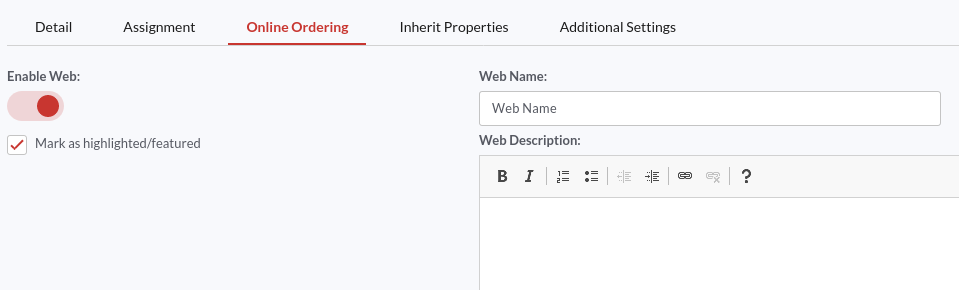 Detail Assignment Online Ordering Inherit Properties Additional Settings
Enable Web:
Mark as highlighted/featured
Web Name:
Web Name
Web Description:
B I ?